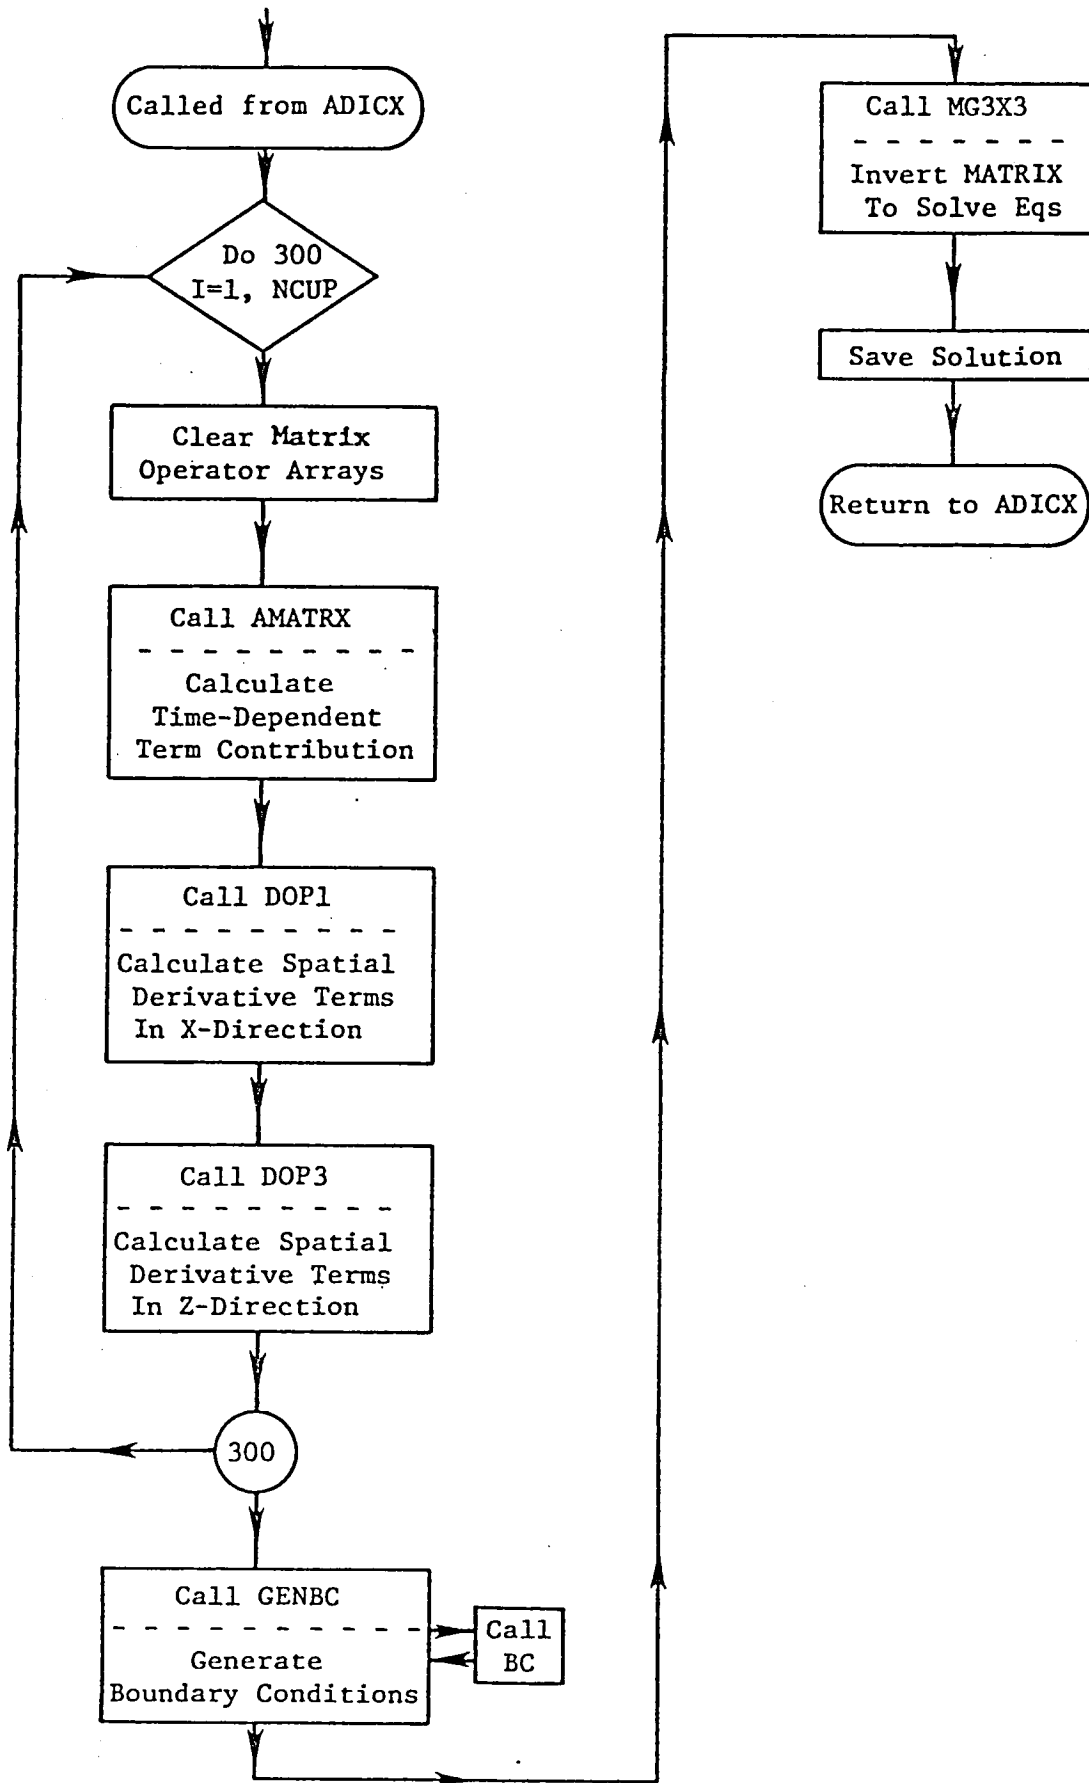 Called from ADICX
Do 300
I=1, NCUP
Clear Matrix
Operator Arrays
Call AMATRX
Calculate
Time-Dependent
Term Contribution
Call DOP1
Calculate Spatial
Derivative Terms
In X-Direction
Call DOP3
Calculate Spatial
Derivative Terms
In Z-Direction
300
Call GENBC
Generate
Boundary Conditions
Call
BC
Call MG3X3
Invert MATRIX
To Solve Eqs
Save Solution
Return to ADICX